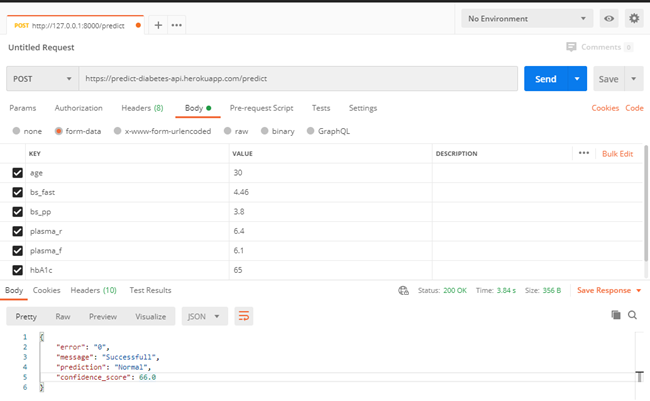 POST http://127.0.0.1:8000/predict
No Environment
Untitled Request
Comments 0
POST https://predict-diabetes-api.herokuapp.com/predict Send Save
Params Authorization Headers (8) Body Pre-request Script Tests Settings Cookies Code
none form-data x-www-form-urlencoded raw binary GraphQL
KEY VALUE DESCRIPTION ••• Bulk Edit
age 30
bs_fast 4.46
bs_pp 3.8
plasma_r 6.4
plasma_f 6.1
hbA1c 65
Body Cookies Headers (10) Test Results Status: 200 OK Time: 3.84 s Size: 356 B Save Response
Pretty Raw Preview Visualize JSON
1 {
2 "error": "0",
3 "message": "Successfull",
4 "prediction": "Normal",
5 "confidence_score": 66.0
6 }